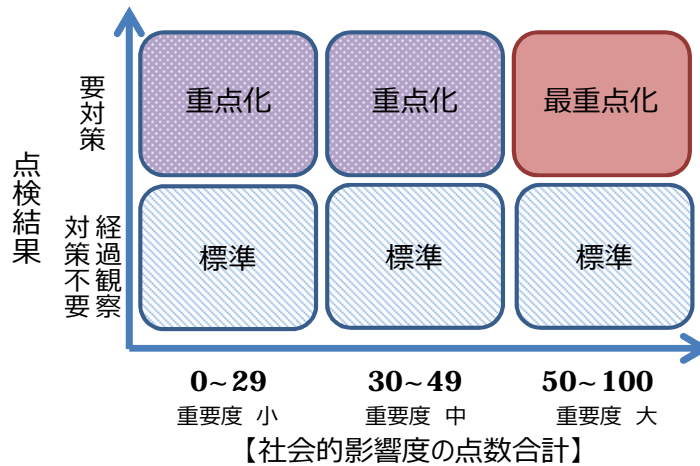 点検結果
要対策
重点化
重点化
最重点化
経過観察
対策不要
標準
標準
標準
0~29
30~49
50~100
重要度 小
重要度 中
重要度 大
【社会的影響度の点数合計】